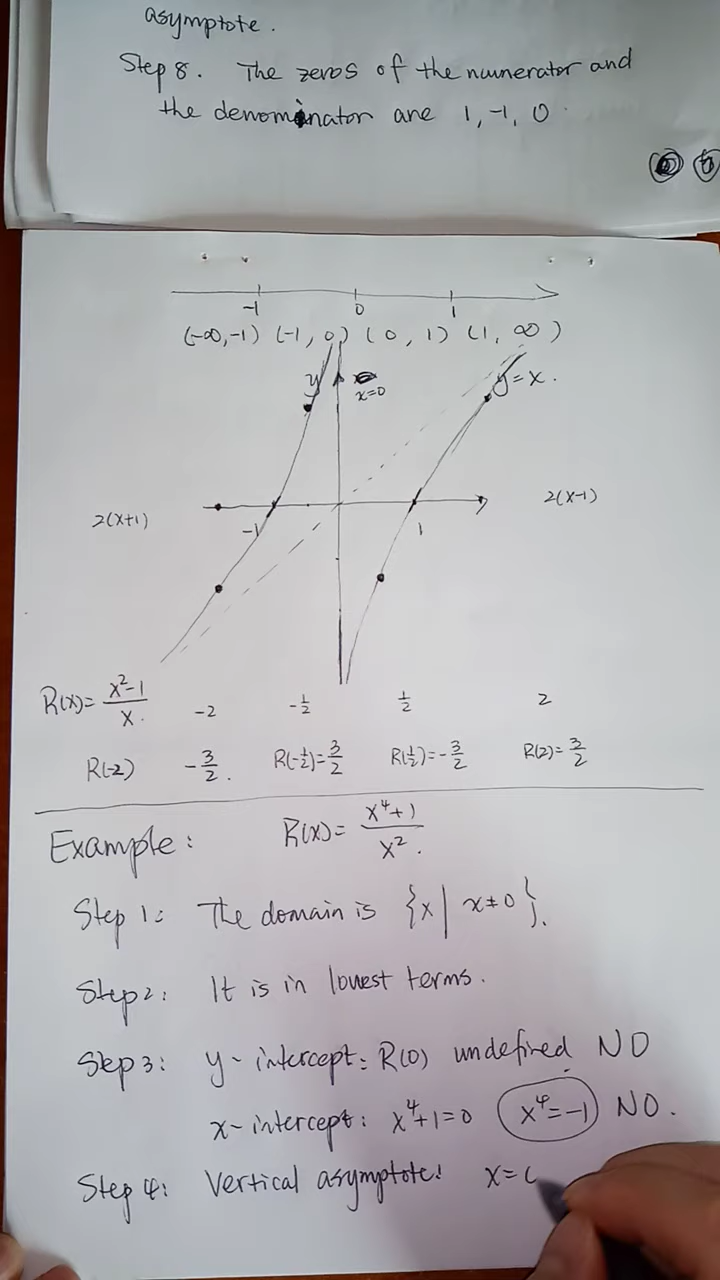 asymptote.
Step 8. The zeros of the numerator and
the denominator are 1, -1, 0.
-1 0 1
(-∞,-1) (-1, 0) (0, 1) (1, ∞)
y x=0 y=x.
2(x+1) -1 1 2(x-1)
R(x)= x²-1 / x. -2 -1/2 1/2 2
R(-2) -3/2. R(-1/2)=3/2 R(1/2)=-3/2 R(2)=3/2
Example: R(x)= x⁴+1 / x².
Step 1: The domain is {x | x≠0}.
Step 2: It is in lowest terms.
Step 3: y-intercept: R(0) undefined NO
x-intercept: x⁴+1=0 x⁴=-1 NO.
Step 4: Vertical asymptote: x=